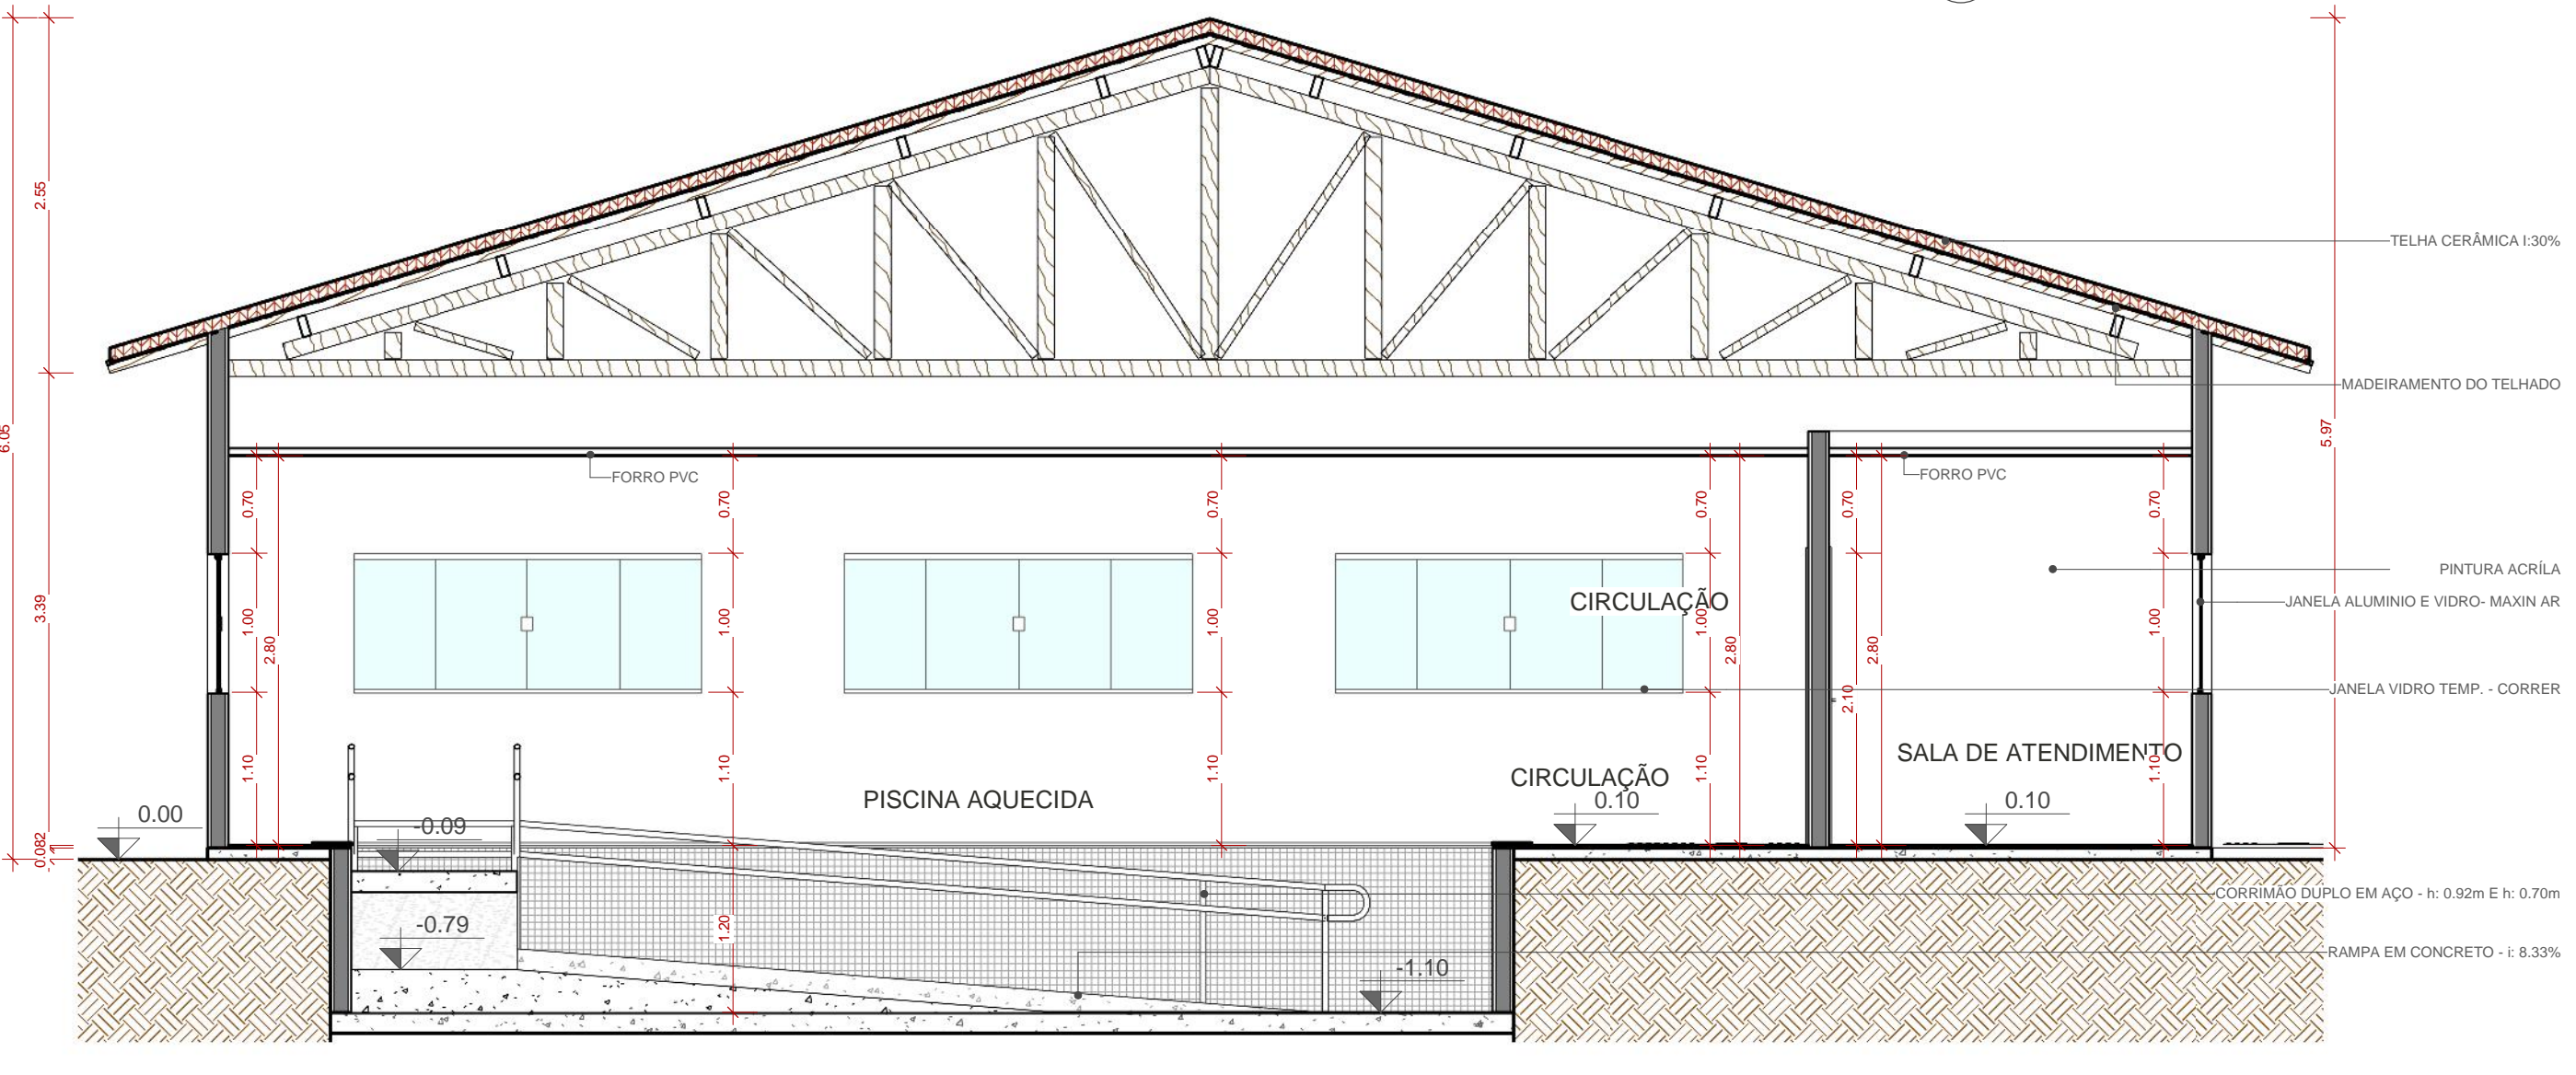 2.55
TELHA CERÂMICA I:30%
MADEIRAMENTO DO TELHADO
6.05
5.97
FORRO PVC
FORRO PVC
0.70
0.70
0.70
0.70
0.70
0.70
PINTURA ACRÍLA
3.39
1.00
2.80
1.00
1.00
CIRCULAÇÃO
1.00
2.80
2.80
1.00
JANELA ALUMINIO E VIDRO- MAXIN AR
2.10
JANELA VIDRO TEMP. - CORRER
1.10
1.10
1.10
1.10
1.10
SALA DE ATENDIMENTO
CIRCULAÇÃO
PISCINA AQUECIDA
0.10
0.10
0.00
-0.09
0.082
CORRIMÃO DUPLO EM AÇO - h: 0.92m E h: 0.70m
-0.79
1.20
RAMPA EM CONCRETO - i: 8.33%
-1.10